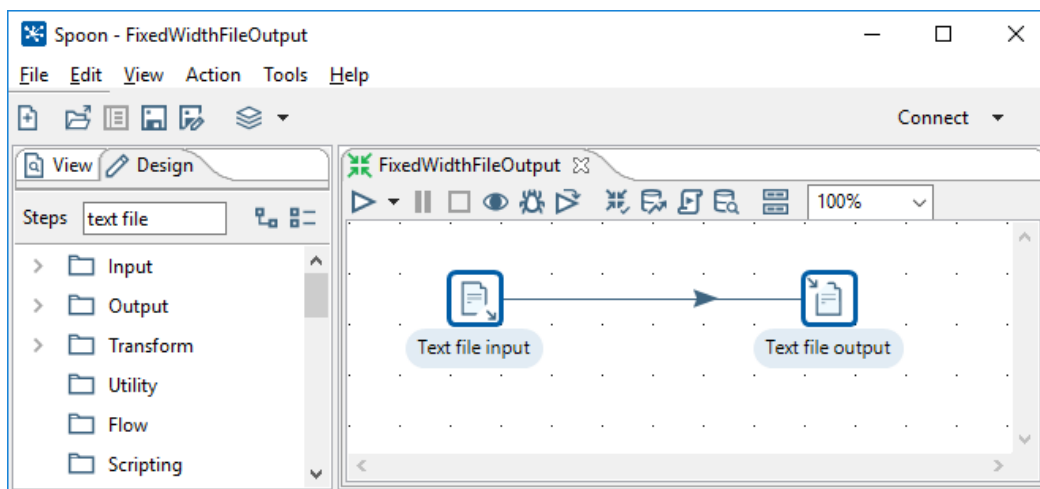 Spoon - FixedWidthFileOutput
File Edit View Action Tools Help
Connect
View Design
FixedWidthFileOutput
Steps text file
100%
Input
Output
Transform
Utility
Flow
Scripting
Text file input
Text file output